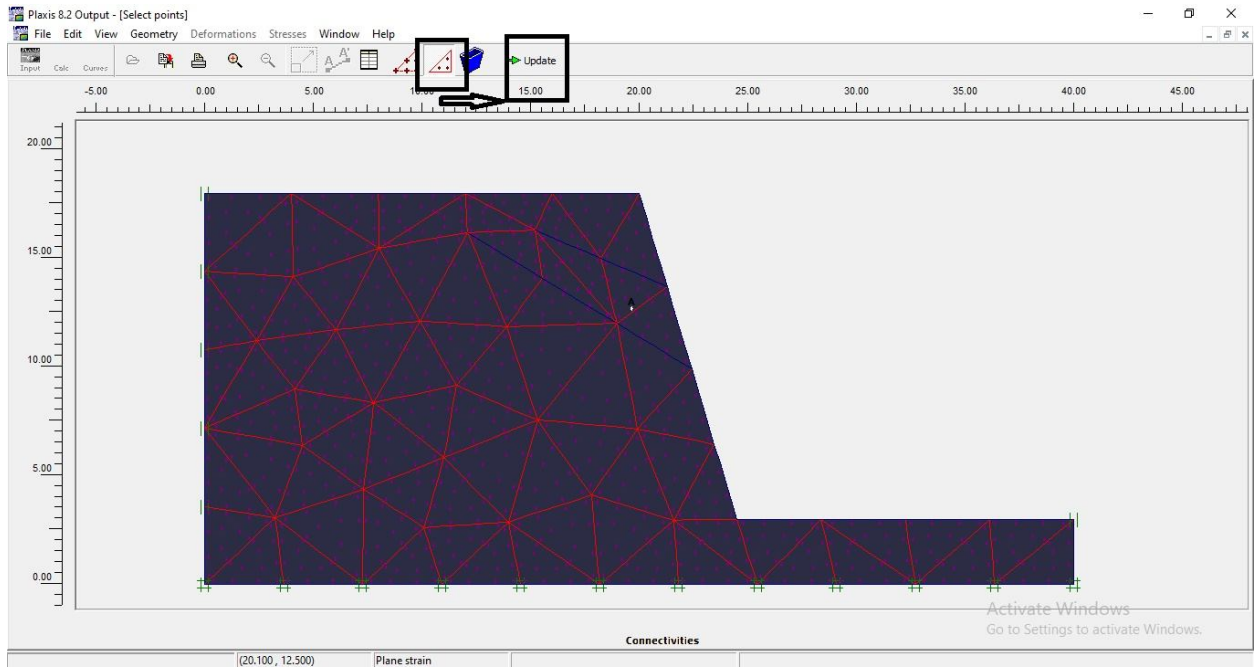 Plaxis 8.2 Output - [Select points]
File Edit View Geometry Deformations Stresses Window Help
Input Calc Curves A A' Update
-5.00 0.00 5.00 10.00 15.00 20.00 25.00 30.00 35.00 40.00 45.00
20.00
15.00
A
10.00
5.00
0.00
Activate Windows
Go to Settings to activate Windows.
Connectivities
(20.100 , 12.500) Plane strain